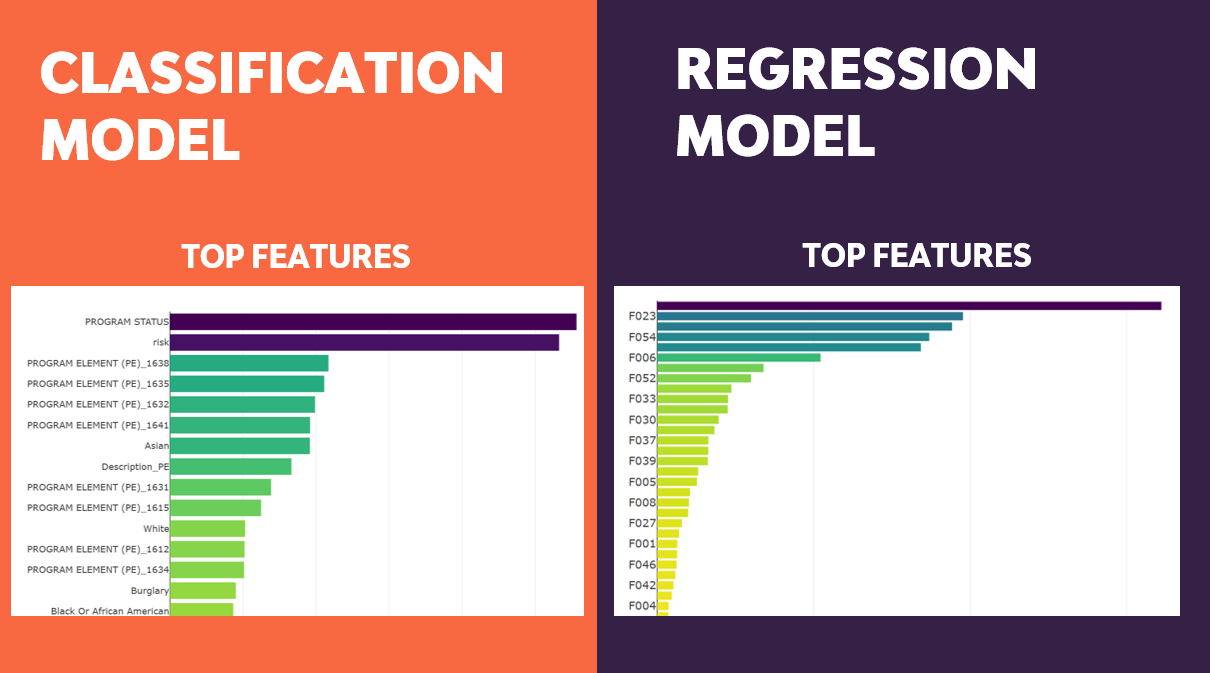 CLASSIFICATION
MODEL
TOP FEATURES
PROGRAM STATUS
risk
PROGRAM ELEMENT (PE)_1638
PROGRAM ELEMENT (PE)_1635
PROGRAM ELEMENT (PE)_1632
PROGRAM ELEMENT (PE)_1641
Asian
Description_PE
PROGRAM ELEMENT (PE)_1631
PROGRAM ELEMENT (PE)_1615
White
PROGRAM ELEMENT (PE)_1612
PROGRAM ELEMENT (PE)_1634
Burglary
Black Or African American
REGRESSION
MODEL
TOP FEATURES
F023
F054
F006
F052
F033
F030
F037
F039
F005
F008
F027
F001
F046
F042
F004